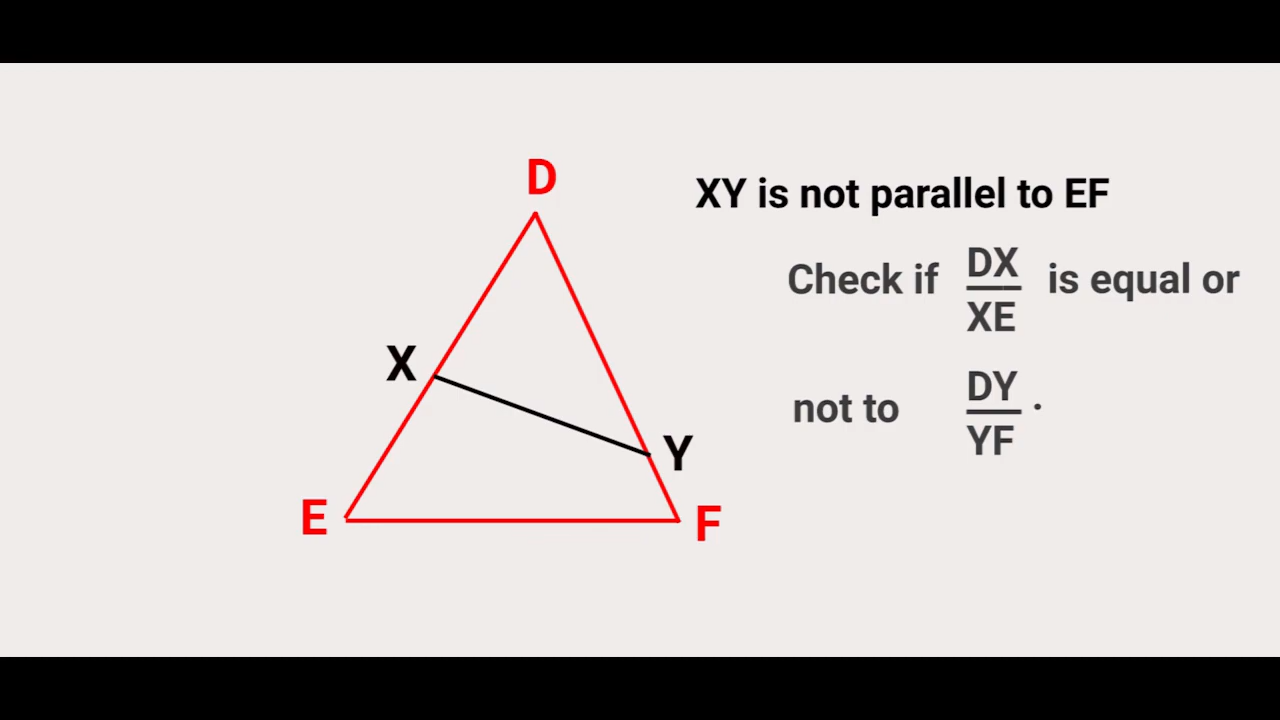 D
XY is not parallel to EF
Check if DX/XE is equal or
X
not to DY/YF .
Y
E
F